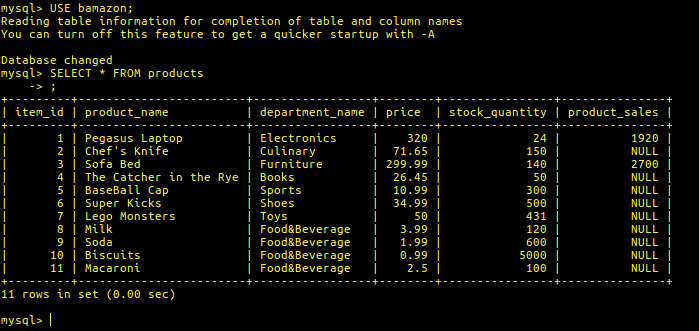 mysql> USE bamazon;
Reading table information for completion of table and column names
You can turn off this feature to get a quicker startup with -A

Database changed
mysql> SELECT * FROM products
    -> ;
+---------+------------------------+-----------------+--------+----------------+---------------+
| item_id | product_name           | department_name | price  | stock_quantity | product_sales |
+---------+------------------------+-----------------+--------+----------------+---------------+
|       1 | Pegasus Laptop         | Electronics     |    320 |             24 |          1920 |
|       2 | Chef's Knife           | Culinary        |  71.65 |            150 |          NULL |
|       3 | Sofa Bed               | Furniture       | 299.99 |            140 |          2700 |
|       4 | The Catcher in the Rye | Books           |  26.45 |             50 |          NULL |
|       5 | BaseBall Cap           | Sports          |  10.99 |            300 |          NULL |
|       6 | Super Kicks            | Shoes           |  34.99 |            500 |          NULL |
|       7 | Lego Monsters          | Toys            |     50 |            431 |          NULL |
|       8 | Milk                   | Food&Beverage   |   3.99 |            120 |          NULL |
|       9 | Soda                   | Food&Beverage   |   1.99 |            600 |          NULL |
|      10 | Biscuits               | Food&Beverage   |   0.99 |           5000 |          NULL |
|      11 | Macaroni               | Food&Beverage   |    2.5 |            100 |          NULL |
+---------+------------------------+-----------------+--------+----------------+---------------+
11 rows in set (0.00 sec)

mysql>